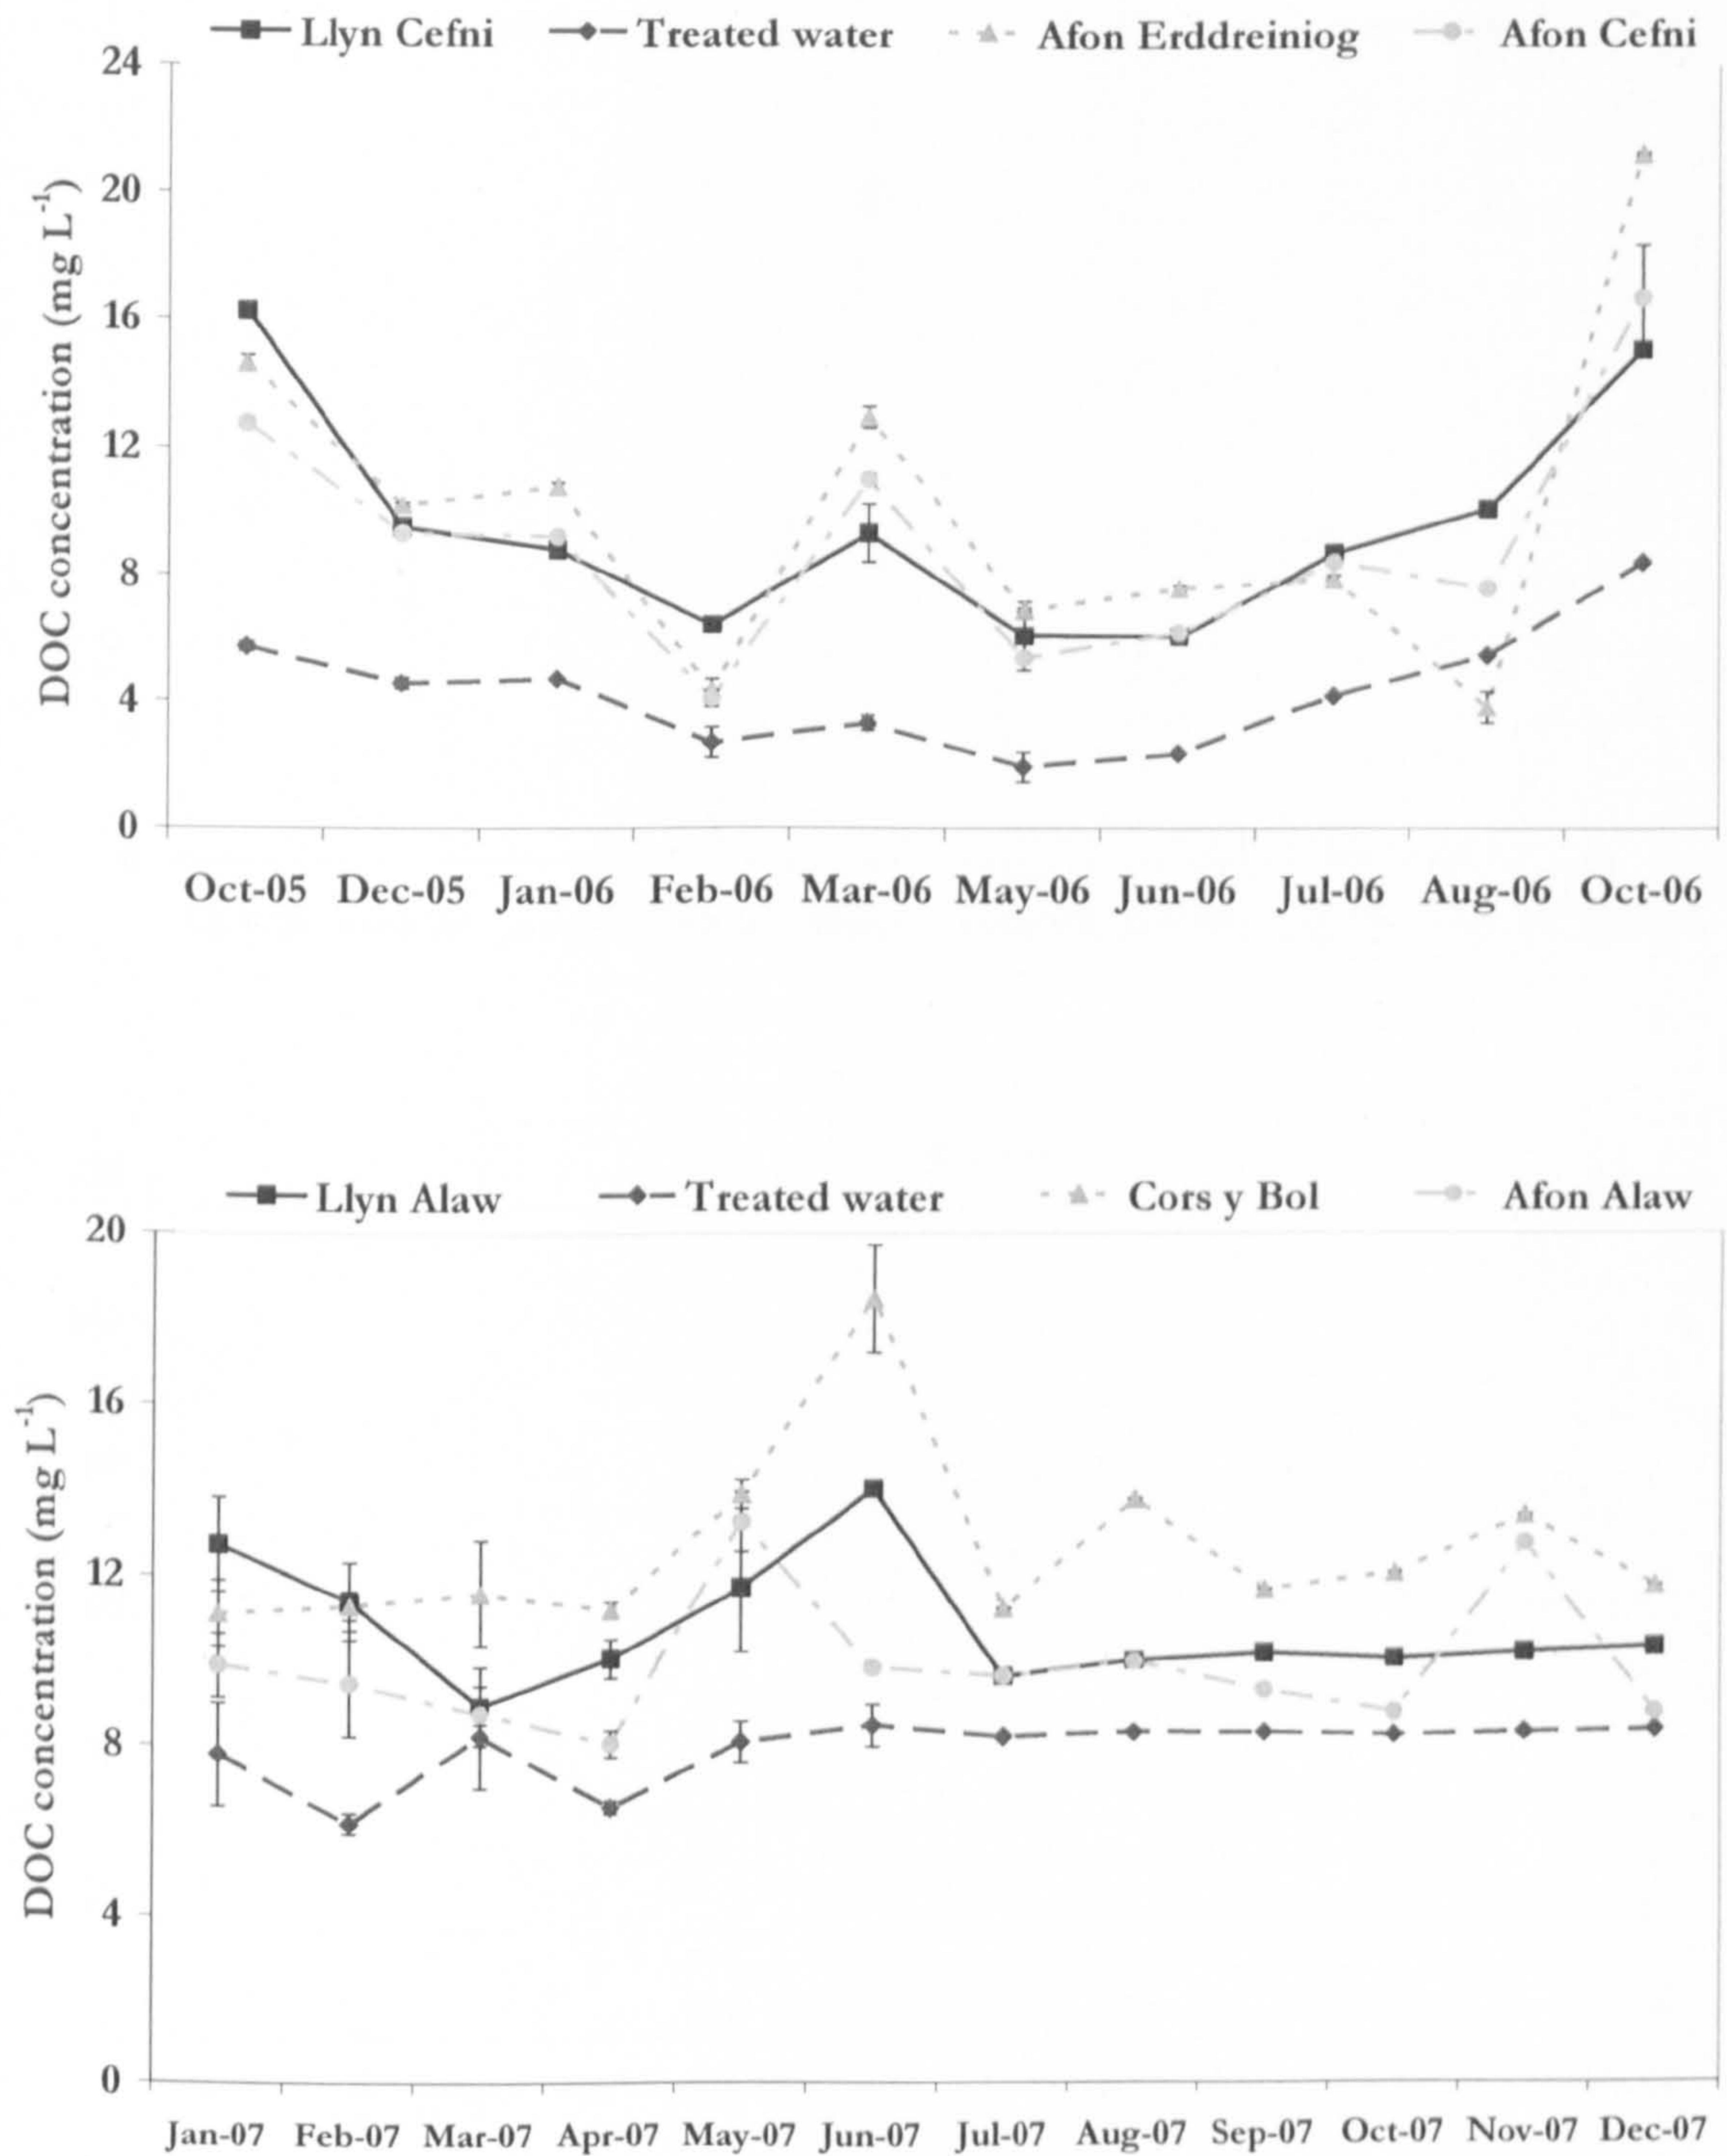 Llyn Cefni Treated water Afon Erddreiniog Afon Cefni
24
20
16
12
8
4
0
DOC concentration (mg L⁻¹)
Oct-05 Dec-05 Jan-06 Feb-06 Mar-06 May-06 Jun-06 Jul-06 Aug-06 Oct-06
Llyn Alaw Treated water Cors y Bol Afon Alaw
20
16
12
8
4
0
DOC concentration (mg L⁻¹)
Jan-07 Feb-07 Mar-07 Apr-07 May-07 Jun-07 Jul-07 Aug-07 Sep-07 Oct-07 Nov-07 Dec-07